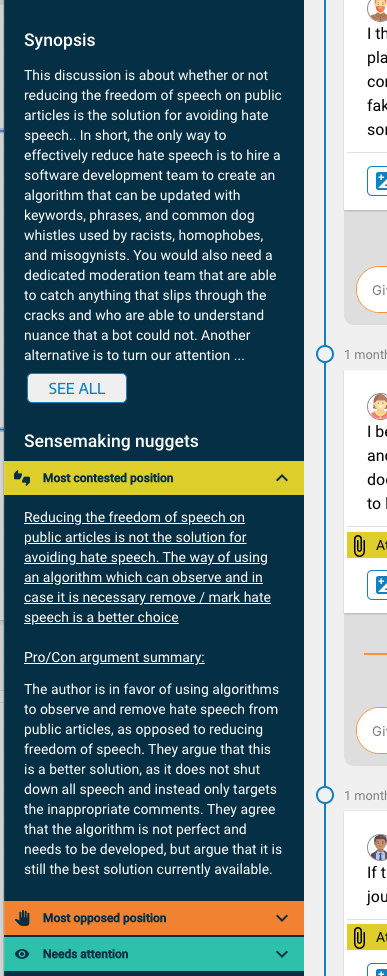 Synopsis
This discussion is about whether or not
reducing the freedom of speech on public
articles is the solution for avoiding hate
speech.. In short, the only way to
effectively reduce hate speech is to hire a
software development team to create an
algorithm that can be updated with
keywords, phrases, and common dog
whistles used by racists, homophobes,
and misogynists. You would also need a
dedicated moderation team that are able
to catch anything that slips through the
cracks and who are able to understand
nuance that a bot could not. Another
alternative is to turn our attention ...
SEE ALL
Sensemaking nuggets
Most contested position
Reducing the freedom of speech on
public articles is not the solution for
avoiding hate speech. The way of using
an algorithm which can observe and in
case it is necessary remove / mark hate
speech is a better choice
Pro/Con argument summary:
The author is in favor of using algorithms
to observe and remove hate speech from
public articles, as opposed to reducing
freedom of speech. They argue that this
is a better solution, as it does not shut
down all speech and instead only targets
the inappropriate comments. They agree
that the algorithm is not perfect and
needs to be developed, but argue that it is
still the best solution currently available.
Most opposed position
Needs attention
I th
pla
cor
fak
sor
Gi
1 month
I be
and
doe
to l
At
Gi
1 month
If t
jou
At